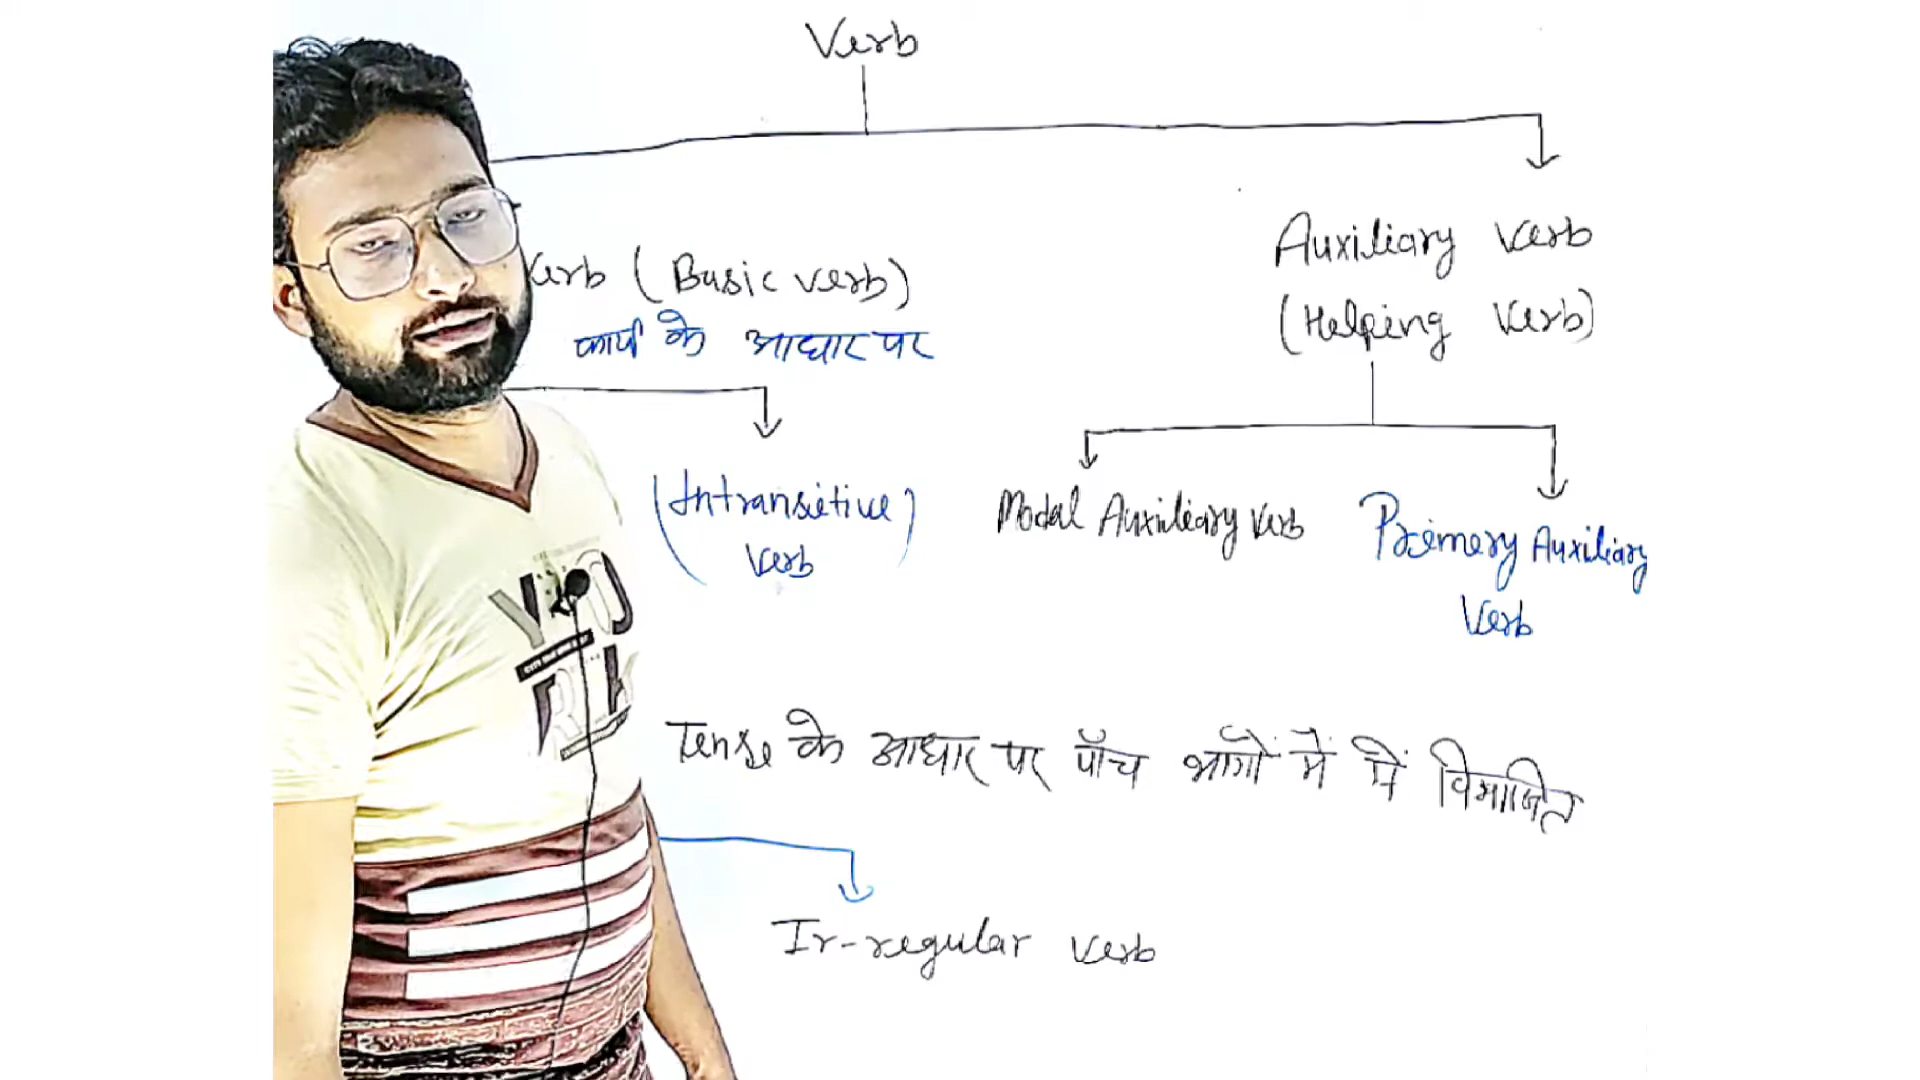 Verb
Auxiliary Verb
Verb (Basic verb)
(Helping Verb)
कार्य के आधार पर
(Intransitive
Verb
Modal Auxiliary Verb
Primery Auxiliary
Verb
Tense के आधार पर पाँच भागों में में विभाजित
Ir-regular Verb